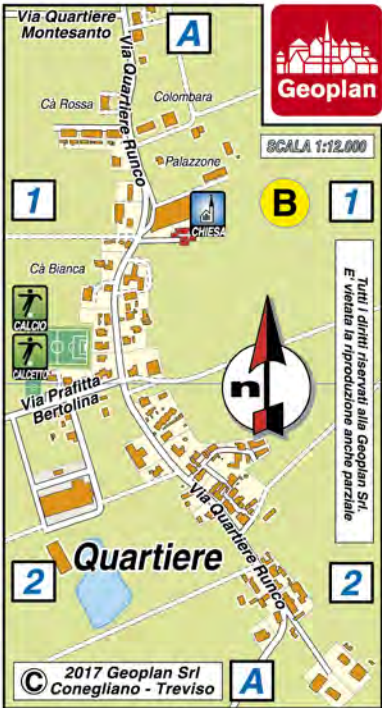 Via Quartiere
Montesanto
A
Geoplan
Via Quartiere Runco
Cà Rossa
Colombara
SCALA 1:12.000
Palazzone
1
B
1
CHIESA
Cà Bianca
CALCIO
CALCETTO
n
Tutti i diritti riservati alla Geoplan Srl.
E' vietata la riproduzione anche parziale
Via Prafitta
Bertolina
Via Quartiere Runco
Quartiere
2
2
© 2017 Geoplan Srl
Conegliano - Treviso
A